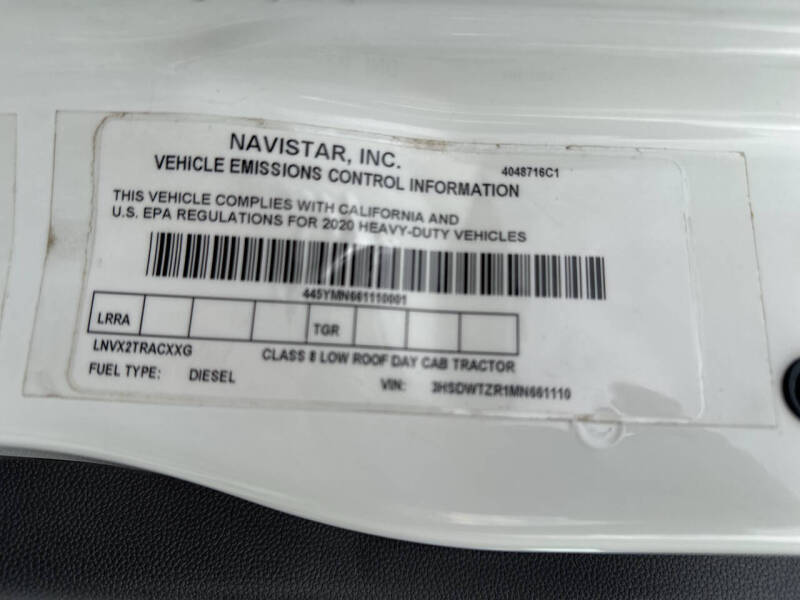 NAVISTAR, INC.
VEHICLE EMISSIONS CONTROL INFORMATION 4048716C1
THIS VEHICLE COMPLIES WITH CALIFORNIA AND
U.S. EPA REGULATIONS FOR 2020 HEAVY-DUTY VEHICLES
445YMN661110001
LRRA TGR
LNVX2TRACXXG CLASS 8 LOW ROOF DAY CAB TRACTOR
FUEL TYPE: DIESEL VIN: 3HSDWTZR1MN661110